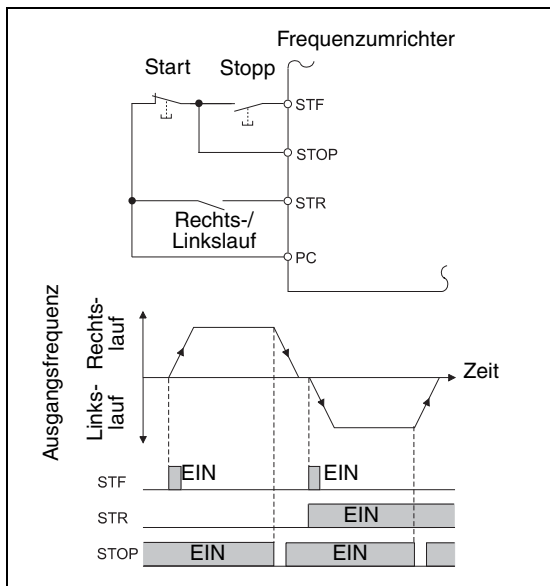 Frequenzumrichter
Start Stopp
STF
STOP
STR
Rechts-/
Linkslauf
PC
Ausgangsfrequenz
Rechts-
lauf
Links-
lauf
Zeit
STF EIN EIN
STR EIN
STOP EIN EIN